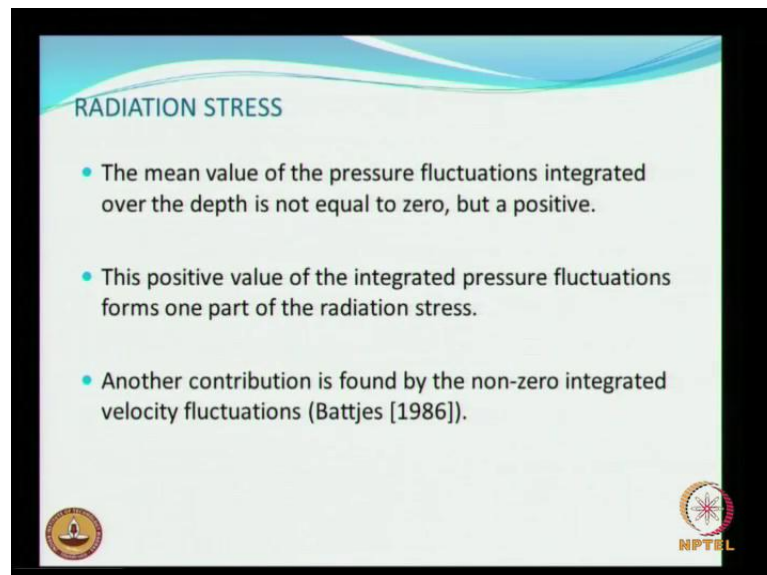 RADIATION STRESS
The mean value of the pressure fluctuations integrated
over the depth is not equal to zero, but a positive.
This positive value of the integrated pressure fluctuations
forms one part of the radiation stress.
Another contribution is found by the non-zero integrated
velocity fluctuations (Battjes [1986]).
NPTEL